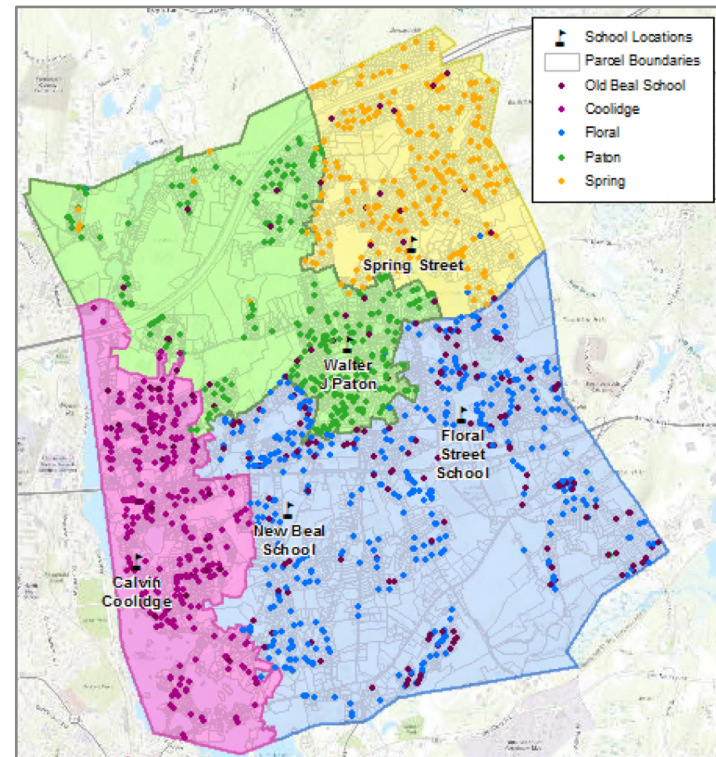 School Locations
Parcel Boundaries
Old Beal School
Coolidge
Floral
Paton
Spring
Spring Street
Walter
J Paton
Floral
Street
School
New Beal
School
Calvin
Coolidge